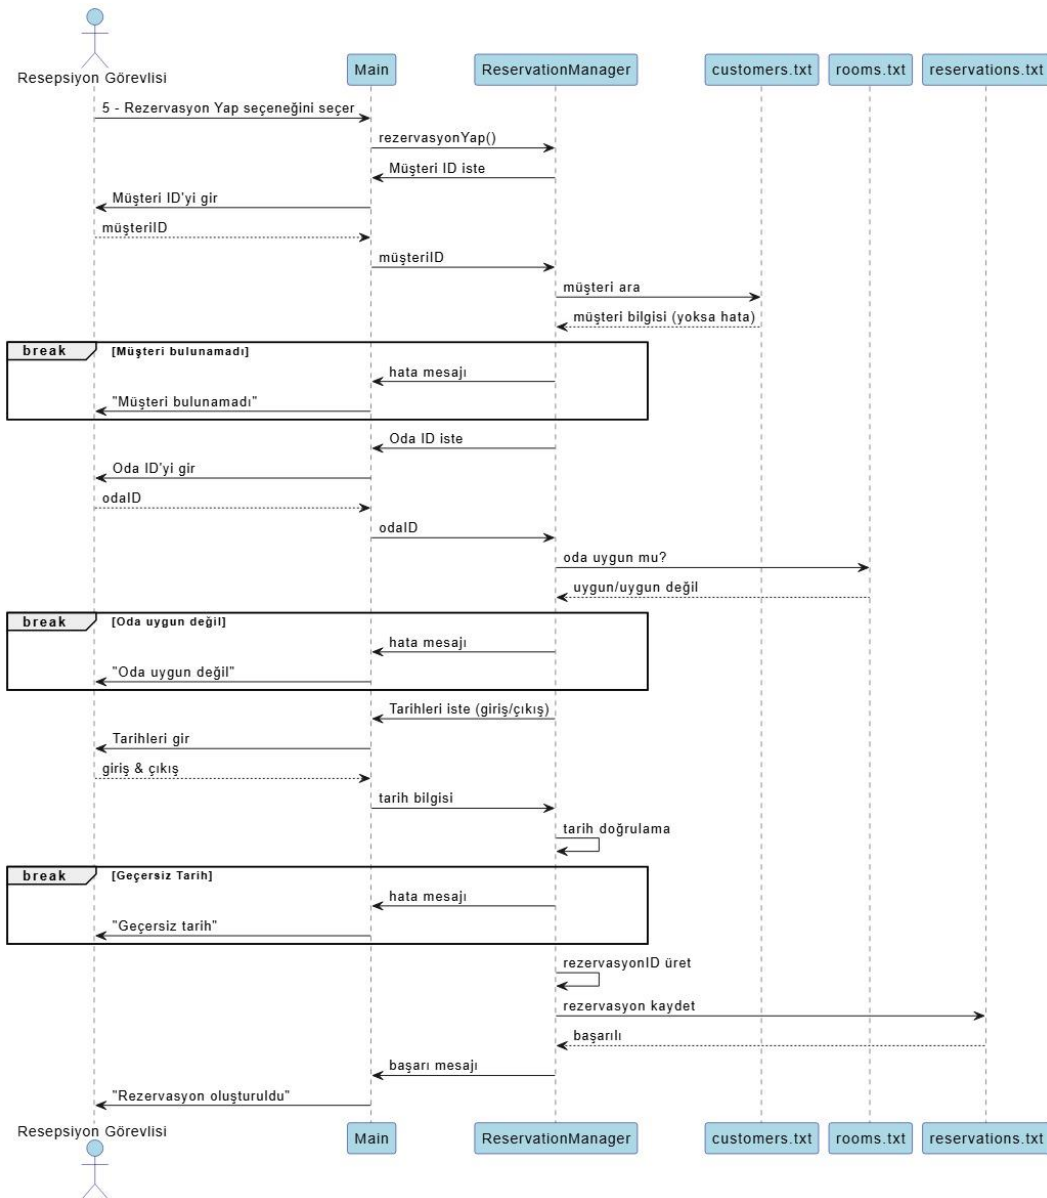 Resepsiyon Görevlisi
Main
ReservationManager
customers.txt
rooms.txt
reservations.txt
5 - Rezervasyon Yap seçeneğini seçer
rezervasyonYap()
Müşteri ID iste
Müşteri ID'yi gir
müşteriID
müşteriID
müşteri ara
müşteri bilgisi (yoksa hata)
break [Müşteri bulunamadı]
hata mesajı
"Müşteri bulunamadı"
Oda ID iste
Oda ID'yi gir
odaID
odaID
oda uygun mu?
uygun/uygun değil
break [Oda uygun değil]
hata mesajı
"Oda uygun değil"
Tarihleri iste (giriş/çıkış)
Tarihleri gir
giriş & çıkış
tarih bilgisi
tarih doğrulama
break [Geçersiz Tarih]
hata mesajı
"Geçersiz tarih"
rezervasyonID üret
rezervasyon kaydet
başarılı
başarı mesajı
"Rezervasyon oluşturuldu"
Resepsiyon Görevlisi
Main
ReservationManager
customers.txt
rooms.txt
reservations.txt